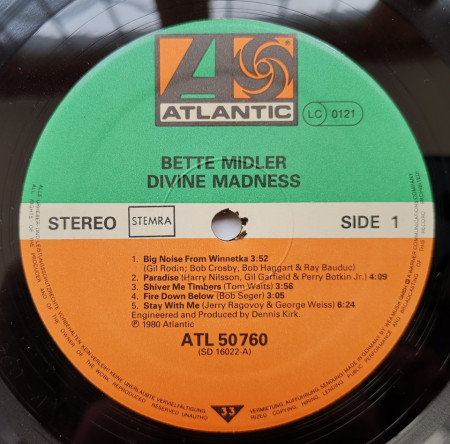 ATLANTIC
LC 0121
BETTE MIDLER
DIVINE MADNESS
STEREO STEMRA SIDE 1
1. Big Noise From Winnetka 3:52
(Gil Rodin; Bob Crosby, Bob Haggart & Ray Bauduc)
2. Paradise (Harry Nisson, Gil Garfield & Perry Botkin Jr.) 4:09
3. Shiver Me Timbers (Tom Waits) 3:56
4. Fire Down Below (Bob Seger) 3:05
5. Stay With Me (Jerry Ragovoy & George Weiss) 6:24
Engineered and Produced by Dennis Kirk.
℗ 1980 Atlantic
ATL 50 760
(SD 16022-A)
33